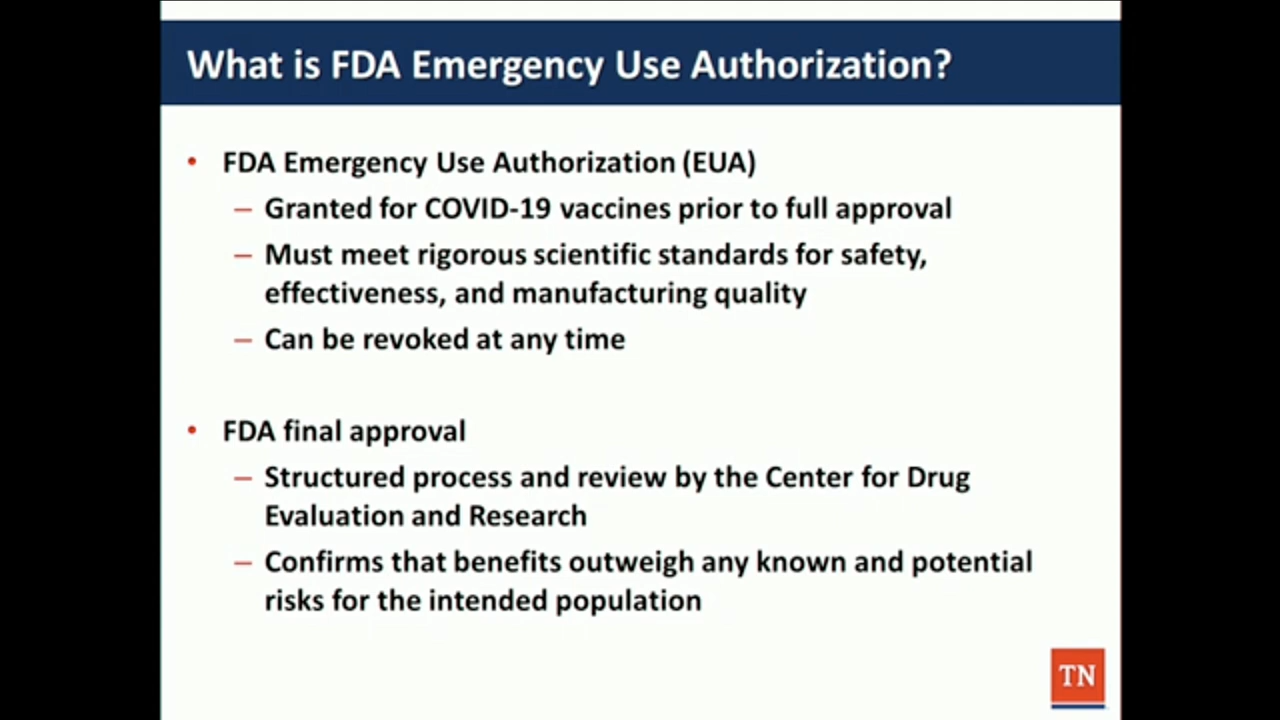 What is FDA Emergency Use Authorization?
• FDA Emergency Use Authorization (EUA)
– Granted for COVID-19 vaccines prior to full approval
– Must meet rigorous scientific standards for safety,
effectiveness, and manufacturing quality
– Can be revoked at any time
• FDA final approval
– Structured process and review by the Center for Drug
Evaluation and Research
– Confirms that benefits outweigh any known and potential
risks for the intended population
TN